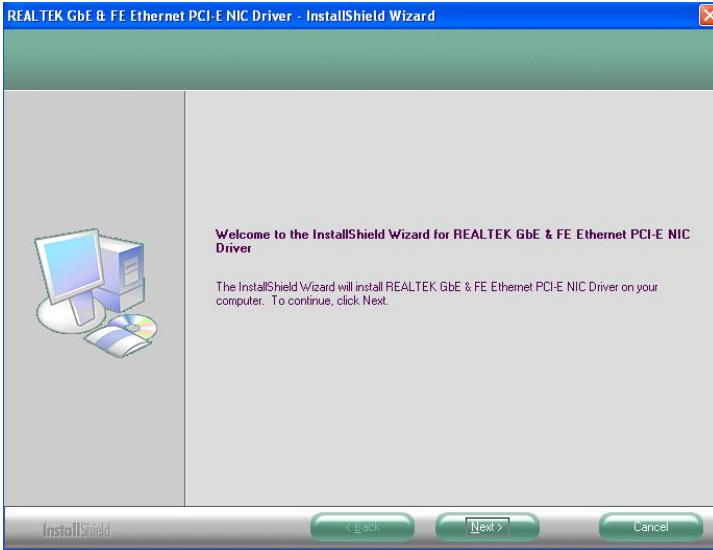 REALTEK GbE & FE Ethernet PCI-E NIC Driver - InstallShield Wizard
Welcome to the InstallShield Wizard for REALTEK GbE & FE Ethernet PCI-E NIC
Driver
The InstallShield Wizard will install REALTEK GbE & FE Ethernet PCI-E NIC Driver on your
computer. To continue, click Next.
InstallShield
< Back
Next >
Cancel